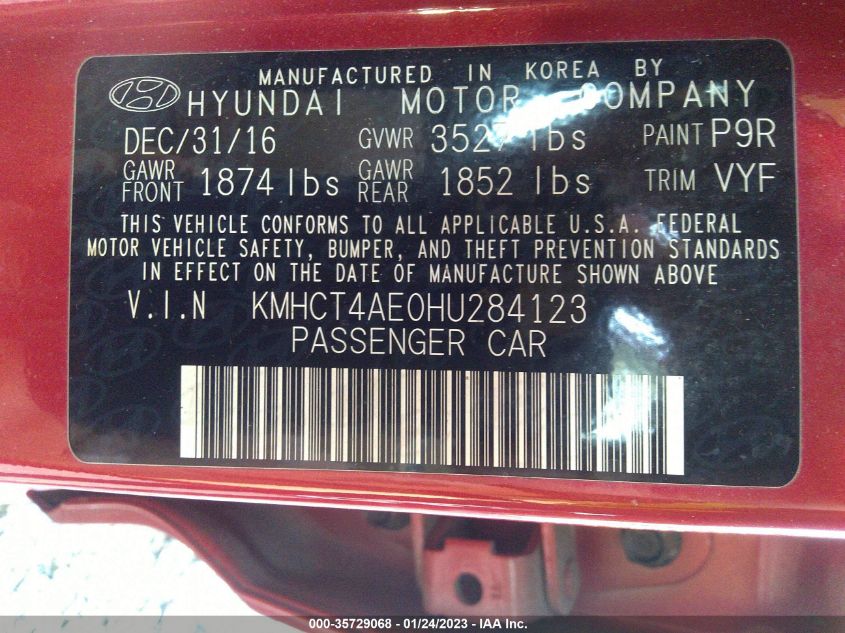 MANUFACTURED IN KOREA BY
HYUNDAI MOTOR COMPANY
DEC/31/16 GVWR 3527 lbs PAINT P9R
GAWR FRONT 1874 lbs GAWR REAR 1852 lbs TRIM VYF
THIS VEHICLE CONFORMS TO ALL APPLICABLE U.S.A. FEDERAL
MOTOR VEHICLE SAFETY, BUMPER, AND THEFT PREVENTION STANDARDS
IN EFFECT ON THE DATE OF MANUFACTURE SHOWN ABOVE
V.I.N KMHCT4AE0HU284123
PASSENGER CAR
000-35729068 - 01/24/2023 - IAA Inc.